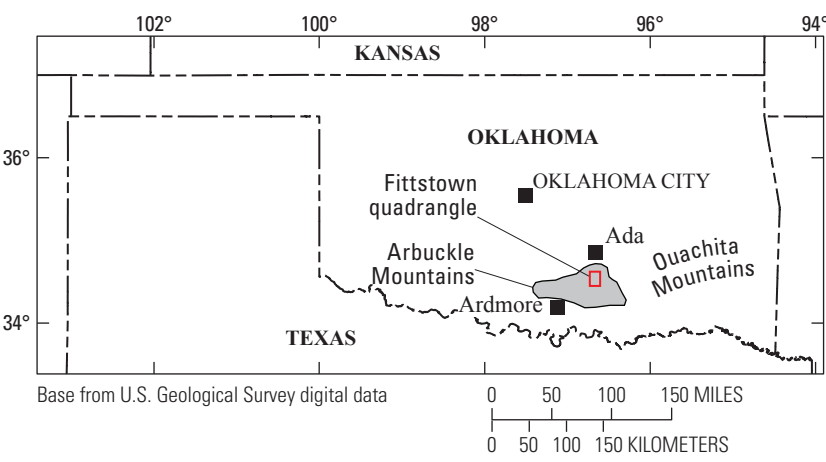 102° 100° 98° 96° 94°
KANSAS
36°
OKLAHOMA
OKLAHOMA CITY
Fittstown
quadrangle
Ada
Arbuckle
Mountains
Ouachita
Mountains
Ardmore
34°
TEXAS
Base from U.S. Geological Survey digital data
0 50 100 150 MILES
0 50 100 150 KILOMETERS